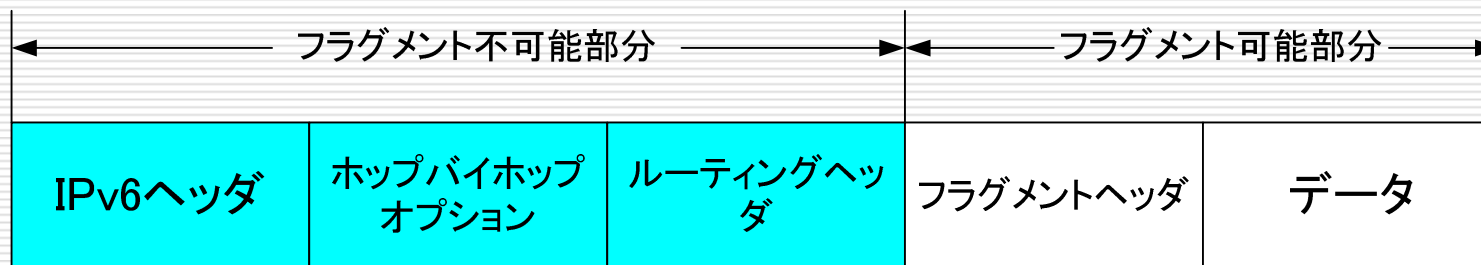 フラグメント不可能部分
フラグメント可能部分
IPv6ヘッダ
ホップバイホップ
オプション
ルーティングヘッ
ダ
フラグメントヘッダ
データ